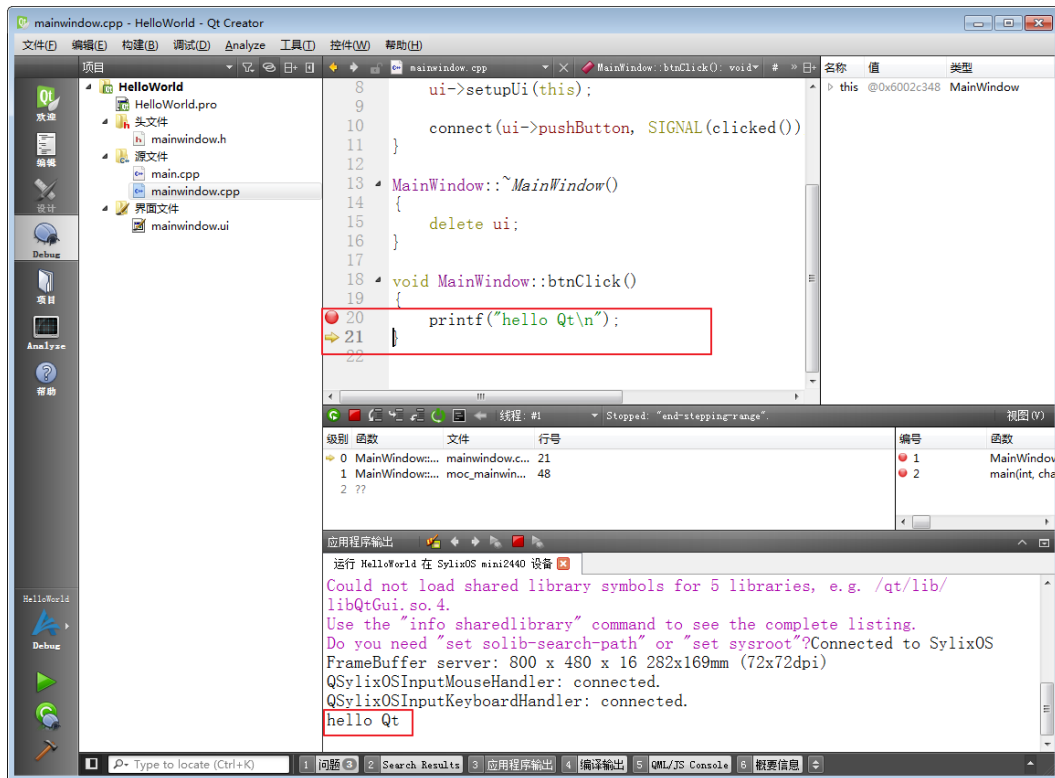 mainwindow.cpp - HelloWorld - Qt Creator
文件(F) 编辑(E) 构建(B) 调试(D) Analyze 工具(T) 控件(W) 帮助(H)
项目
mainwindow.cpp
MainWindow::btnClick(): void
#
名称 值 类型
this @0x6002c348 MainWindow
欢迎
编辑
设计
Debug
项目
Analyze
帮助
HelloWorld
Debug
HelloWorld
HelloWorld.pro
头文件
mainwindow.h
源文件
main.cpp
mainwindow.cpp
界面文件
mainwindow.ui
8 ui->setupUi(this);
9
10 connect(ui->pushButton, SIGNAL(clicked())
11 }
12
13 MainWindow::~MainWindow()
14 {
15 delete ui;
16 }
17
18 void MainWindow::btnClick()
19 {
20 printf("hello Qt\n");
21 }
22
线程: #1 Stopped: "end-stepping-range". 视图(V)
级别 函数 文件 行号
0 MainWindow::... mainwindow.c... 21
1 MainWindow::... moc_mainwin... 48
2 ??
编号 函数
1 MainWindow
2 main(int, cha
应用程序输出
运行 HelloWorld 在 SylixOS mini2440 设备
Could not load shared library symbols for 5 libraries, e.g. /qt/lib/
libQtGui.so.4.
Use the "info sharedlibrary" command to see the complete listing.
Do you need "set solib-search-path" or "set sysroot"?Connected to SylixOS
FrameBuffer server: 800 x 480 x 16 282x169mm (72x72dpi)
QSylixOSInputMouseHandler: connected.
QSylixOSInputKeyboardHandler: connected.
hello Qt
Type to locate (Ctrl+K) 1 问题 3 2 Search Results 3 应用程序输出 4 编译输出 5 QML/JS Console 6 概要信息